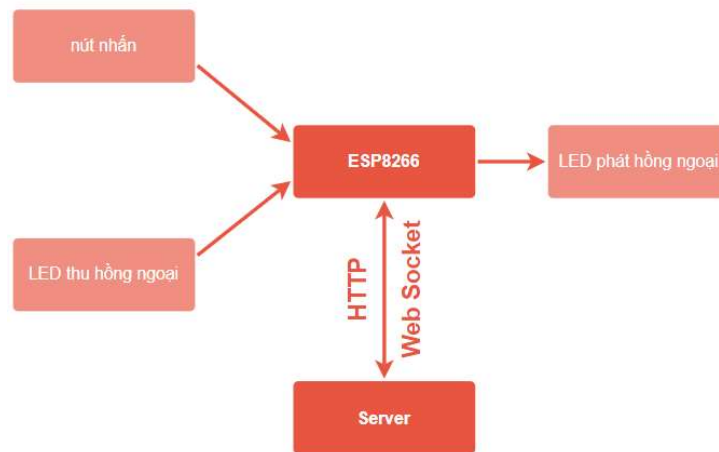 nút nhấn
ESP8266
LED phát hồng ngoại
LED thu hồng ngoại
HTTP
Web Socket
Server